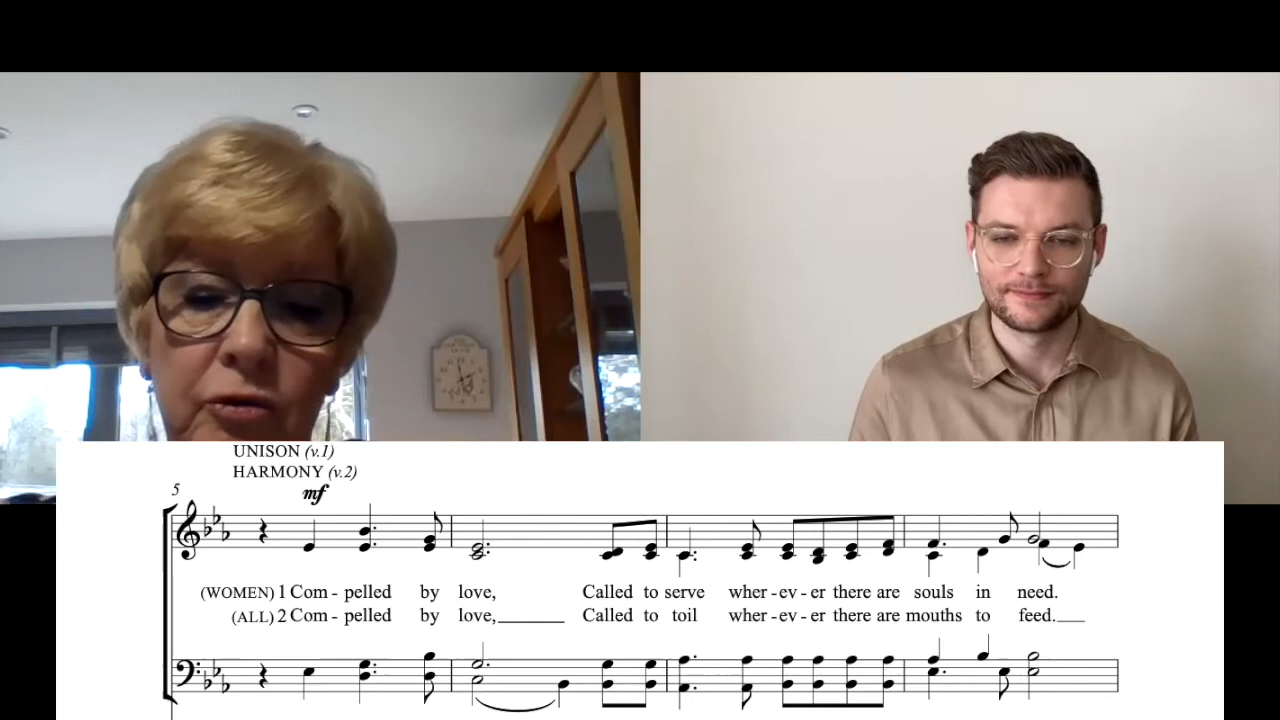 UNISON (v.1)
HARMONY (v.2)
mf
5
(WOMEN) 1 Com - pelled by love, Called to serve wher - ev - er there are souls in need.
(ALL) 2 Com - pelled by love, Called to toil wher - ev - er there are mouths to feed.